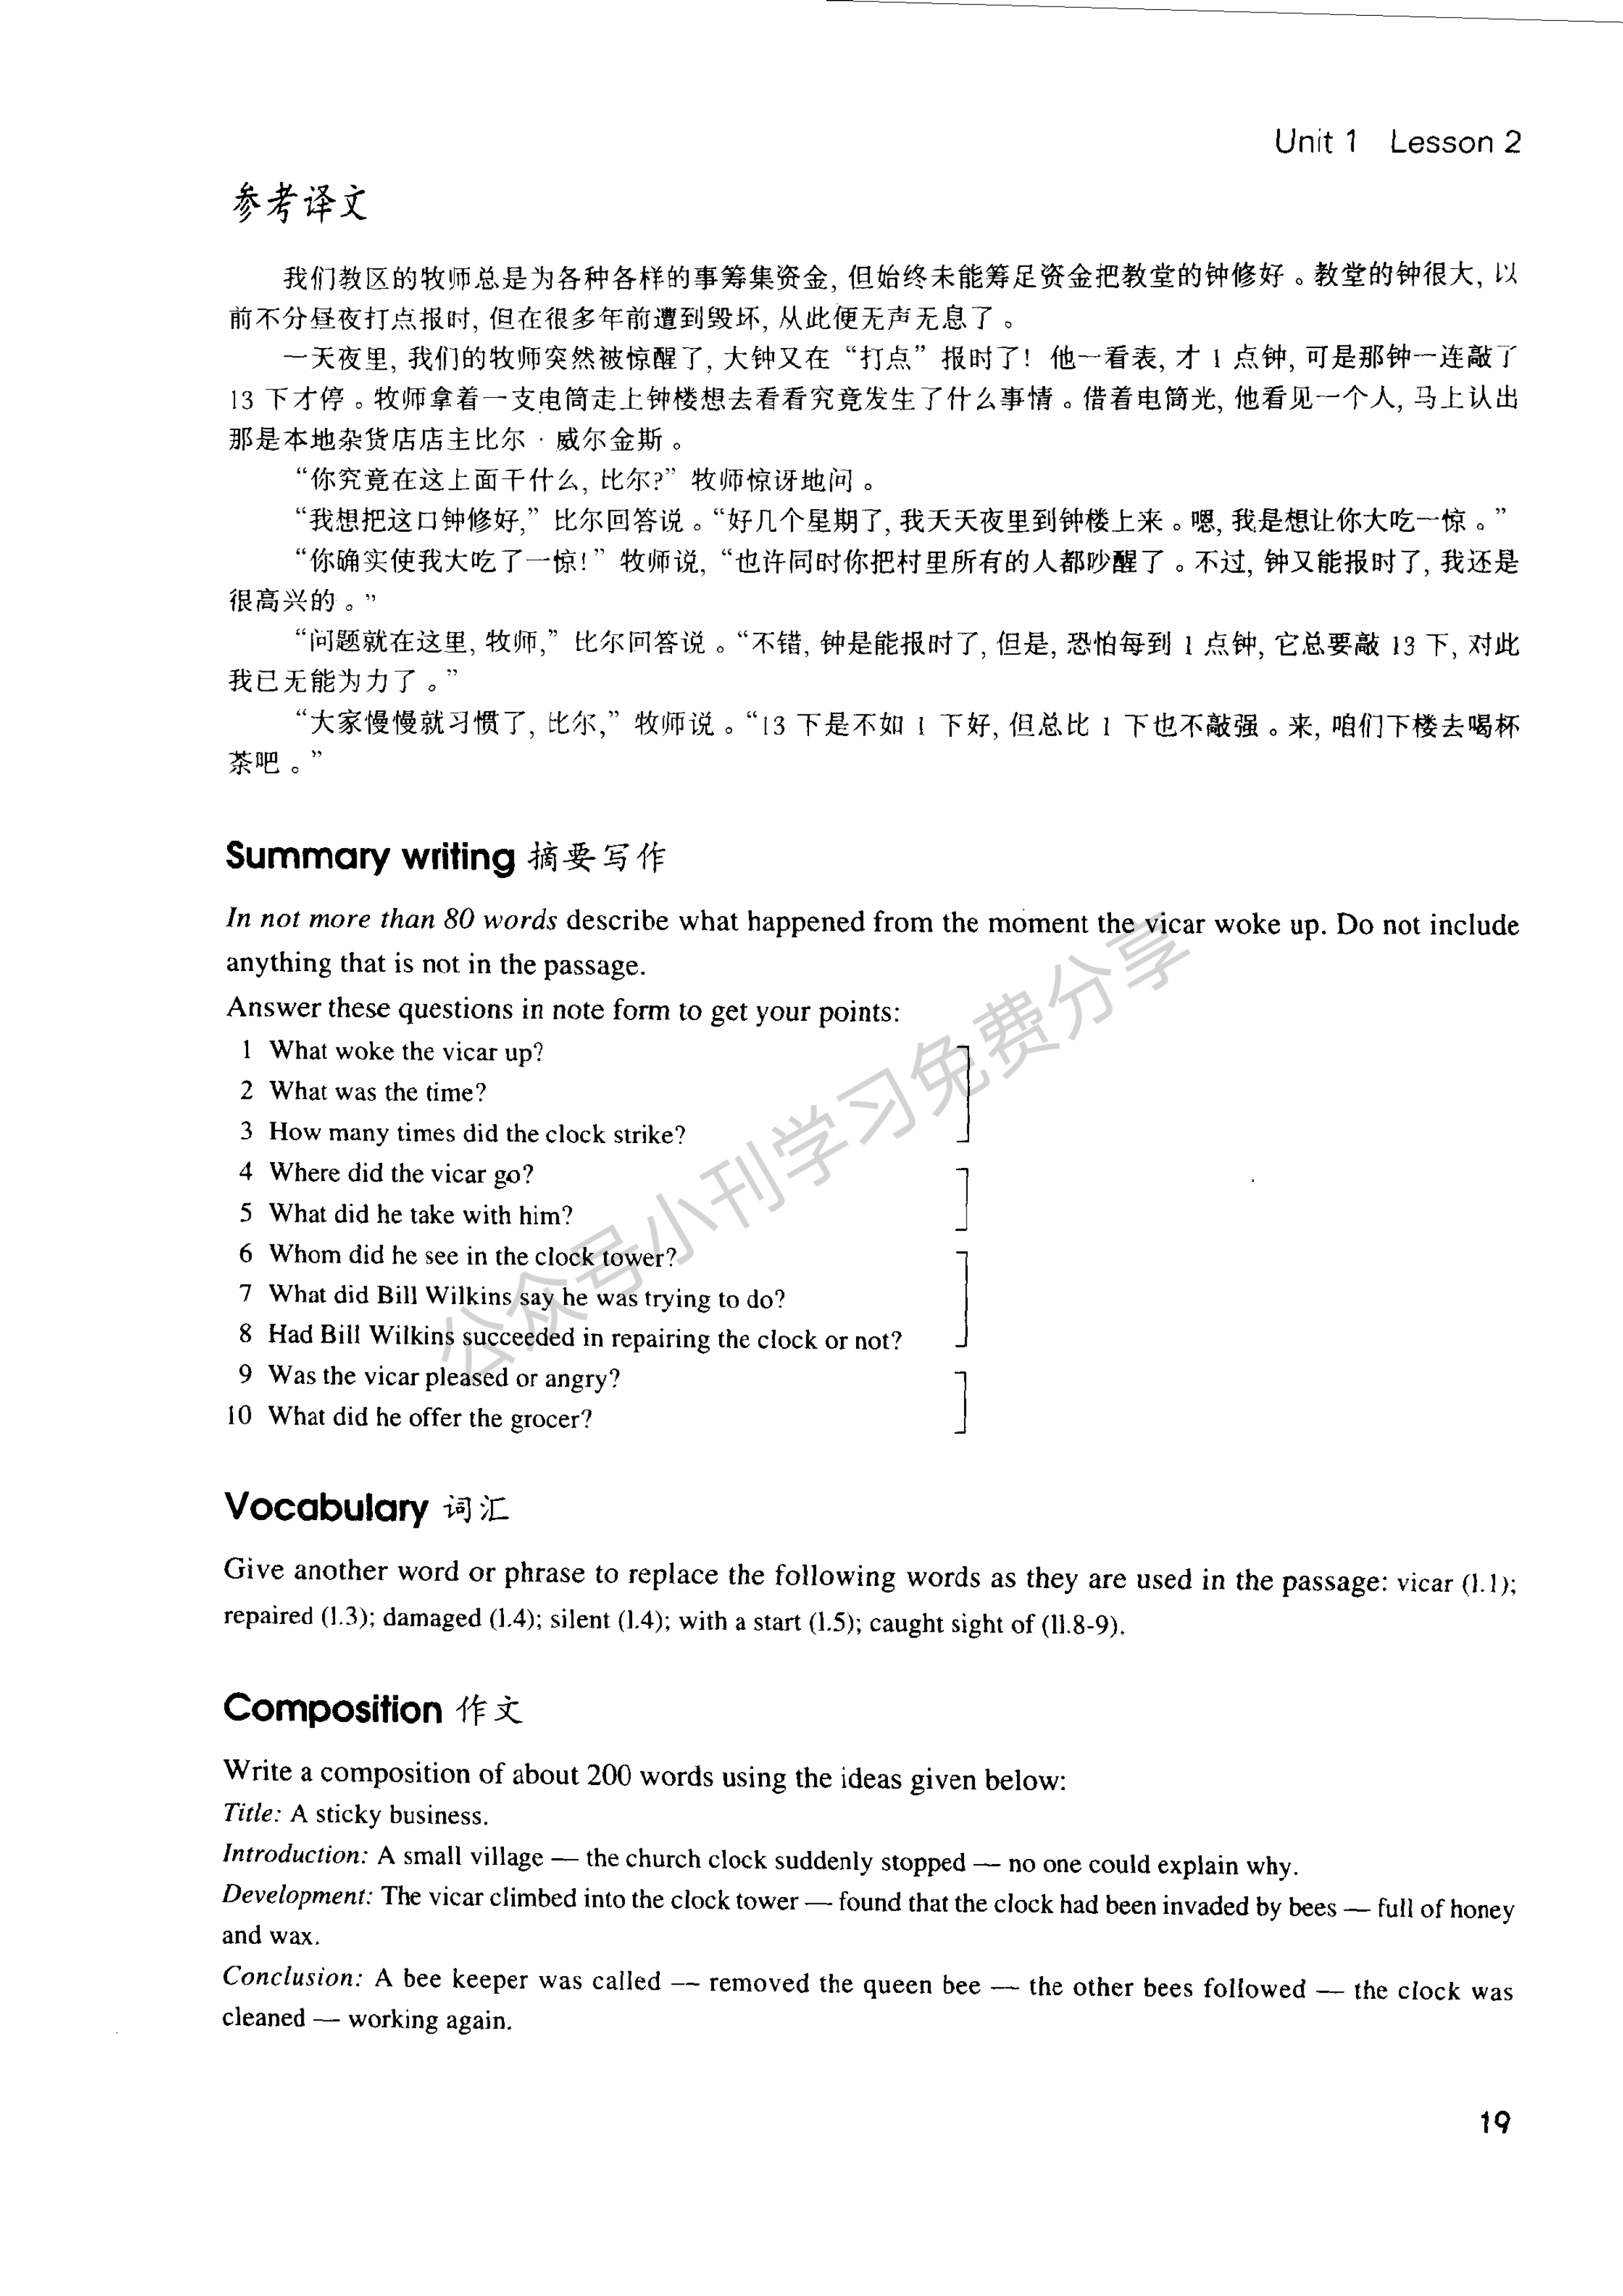 Unit 1 Lesson 2
参考译文
我们教区的牧师总是为各种各样的事筹集资金, 但始终未能筹足资金把教堂的钟修好。教堂的钟很大, 以
前不分昼夜打点报时, 但在很多年前遭到毁坏, 从此便无声无息了。
一天夜里, 我们的牧师突然被惊醒了, 大钟又在“打点”报时了! 他一看表, 才 1 点钟, 可是那钟一连敲了
13 下才停。牧师拿着一支电筒走上钟楼想去看看究竟发生了什么事情。借着电筒光, 他看见一个人, 马上认出
那是本地杂货店店主比尔·威尔金斯。
“你究竟在这上面干什么, 比尔?” 牧师惊讶地问。
“我想把这口钟修好,” 比尔回答说。“好几个星期了, 我天天夜里到钟楼上来。嗯, 我是想让你大吃一惊。”
“你确实使我大吃了一惊!” 牧师说, “也许同时你把村里所有的人都吵醒了。不过, 钟又能报时了, 我还是
很高兴的。”
“问题就在这里, 牧师,” 比尔回答说。“不错, 钟是能报时了, 但是, 恐怕每到 1 点钟, 它总要敲 13 下, 对此
我已无能为力了。”
“大家慢慢就习惯了, 比尔,” 牧师说。“13 下是不如 1 下好, 但总比 1 下也不敲强。来, 咱们下楼去喝杯
茶吧。”
Summary writing 摘要写作
In not more than 80 words describe what happened from the moment the vicar woke up. Do not include
anything that is not in the passage.
Answer these questions in note form to get your points:
1 What woke the vicar up?
2 What was the time?
3 How many times did the clock strike?
4 Where did the vicar go?
5 What did he take with him?
6 Whom did he see in the clock tower?
7 What did Bill Wilkins say he was trying to do?
8 Had Bill Wilkins succeeded in repairing the clock or not?
9 Was the vicar pleased or angry?
10 What did he offer the grocer?
公众号小刊学习免费分享
Vocabulary 词汇
Give another word or phrase to replace the following words as they are used in the passage: vicar (l.1);
repaired (l.3); damaged (l.4); silent (l.4); with a start (l.5); caught sight of (ll.8-9).
Composition 作文
Write a composition of about 200 words using the ideas given below:
Title: A sticky business.
Introduction: A small village — the church clock suddenly stopped — no one could explain why.
Development: The vicar climbed into the clock tower — found that the clock had been invaded by bees — full of honey
and wax.
Conclusion: A bee keeper was called — removed the queen bee — the other bees followed — the clock was
cleaned — working again.
19